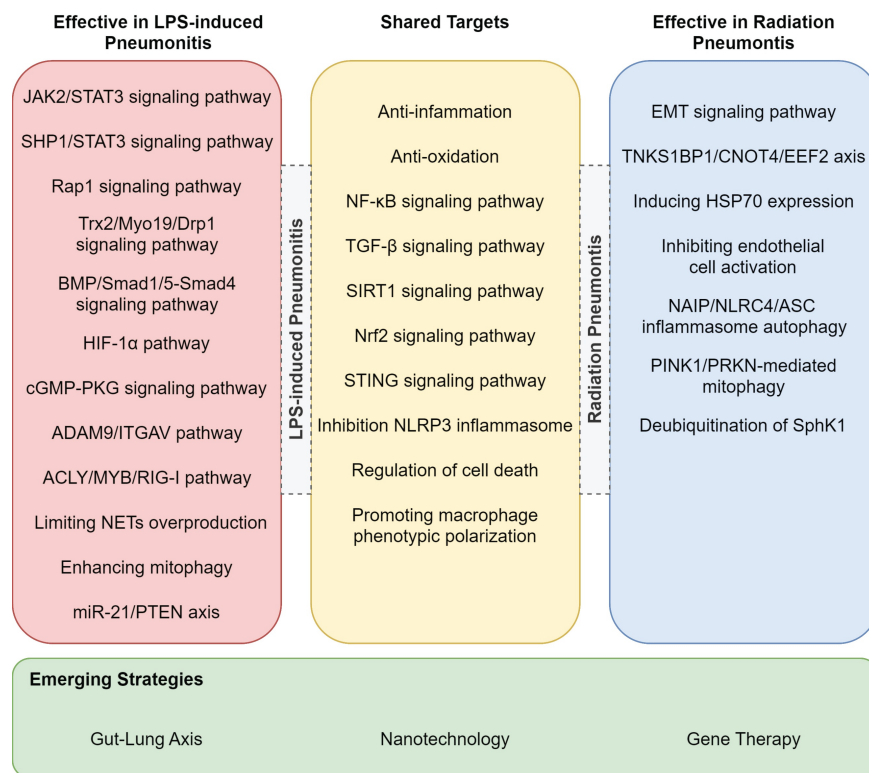 Effective in LPS-induced
Pneumonitis
JAK2/STAT3 signaling pathway
SHP1/STAT3 signaling pathway
Rap1 signaling pathway
Trx2/Myo19/Drp1
signaling pathway
BMP/Smad1/5-Smad4
signaling pathway
HIF-1α pathway
cGMP-PKG signaling pathway
ADAM9/ITGAV pathway
ACLY/MYB/RIG-I pathway
Limiting NETs overproduction
Enhancing mitophagy
miR-21/PTEN axis
LPS-induced Pneumonitis
Shared Targets
Anti-infammation
Anti-oxidation
NF-κB signaling pathway
TGF-β signaling pathway
SIRT1 signaling pathway
Nrf2 signaling pathway
STING signaling pathway
Inhibition NLRP3 inflammasome
Regulation of cell death
Promoting macrophage
phenotypic polarization
Radiation Pneumontis
Effective in Radiation
Pneumontis
EMT signaling pathway
TNKS1BP1/CNOT4/EEF2 axis
Inducing HSP70 expression
Inhibiting endothelial
cell activation
NAIP/NLRC4/ASC
inflammasome autophagy
PINK1/PRKN-mediated
mitophagy
Deubiquitination of SphK1
Emerging Strategies
Gut-Lung Axis
Nanotechnology
Gene Therapy